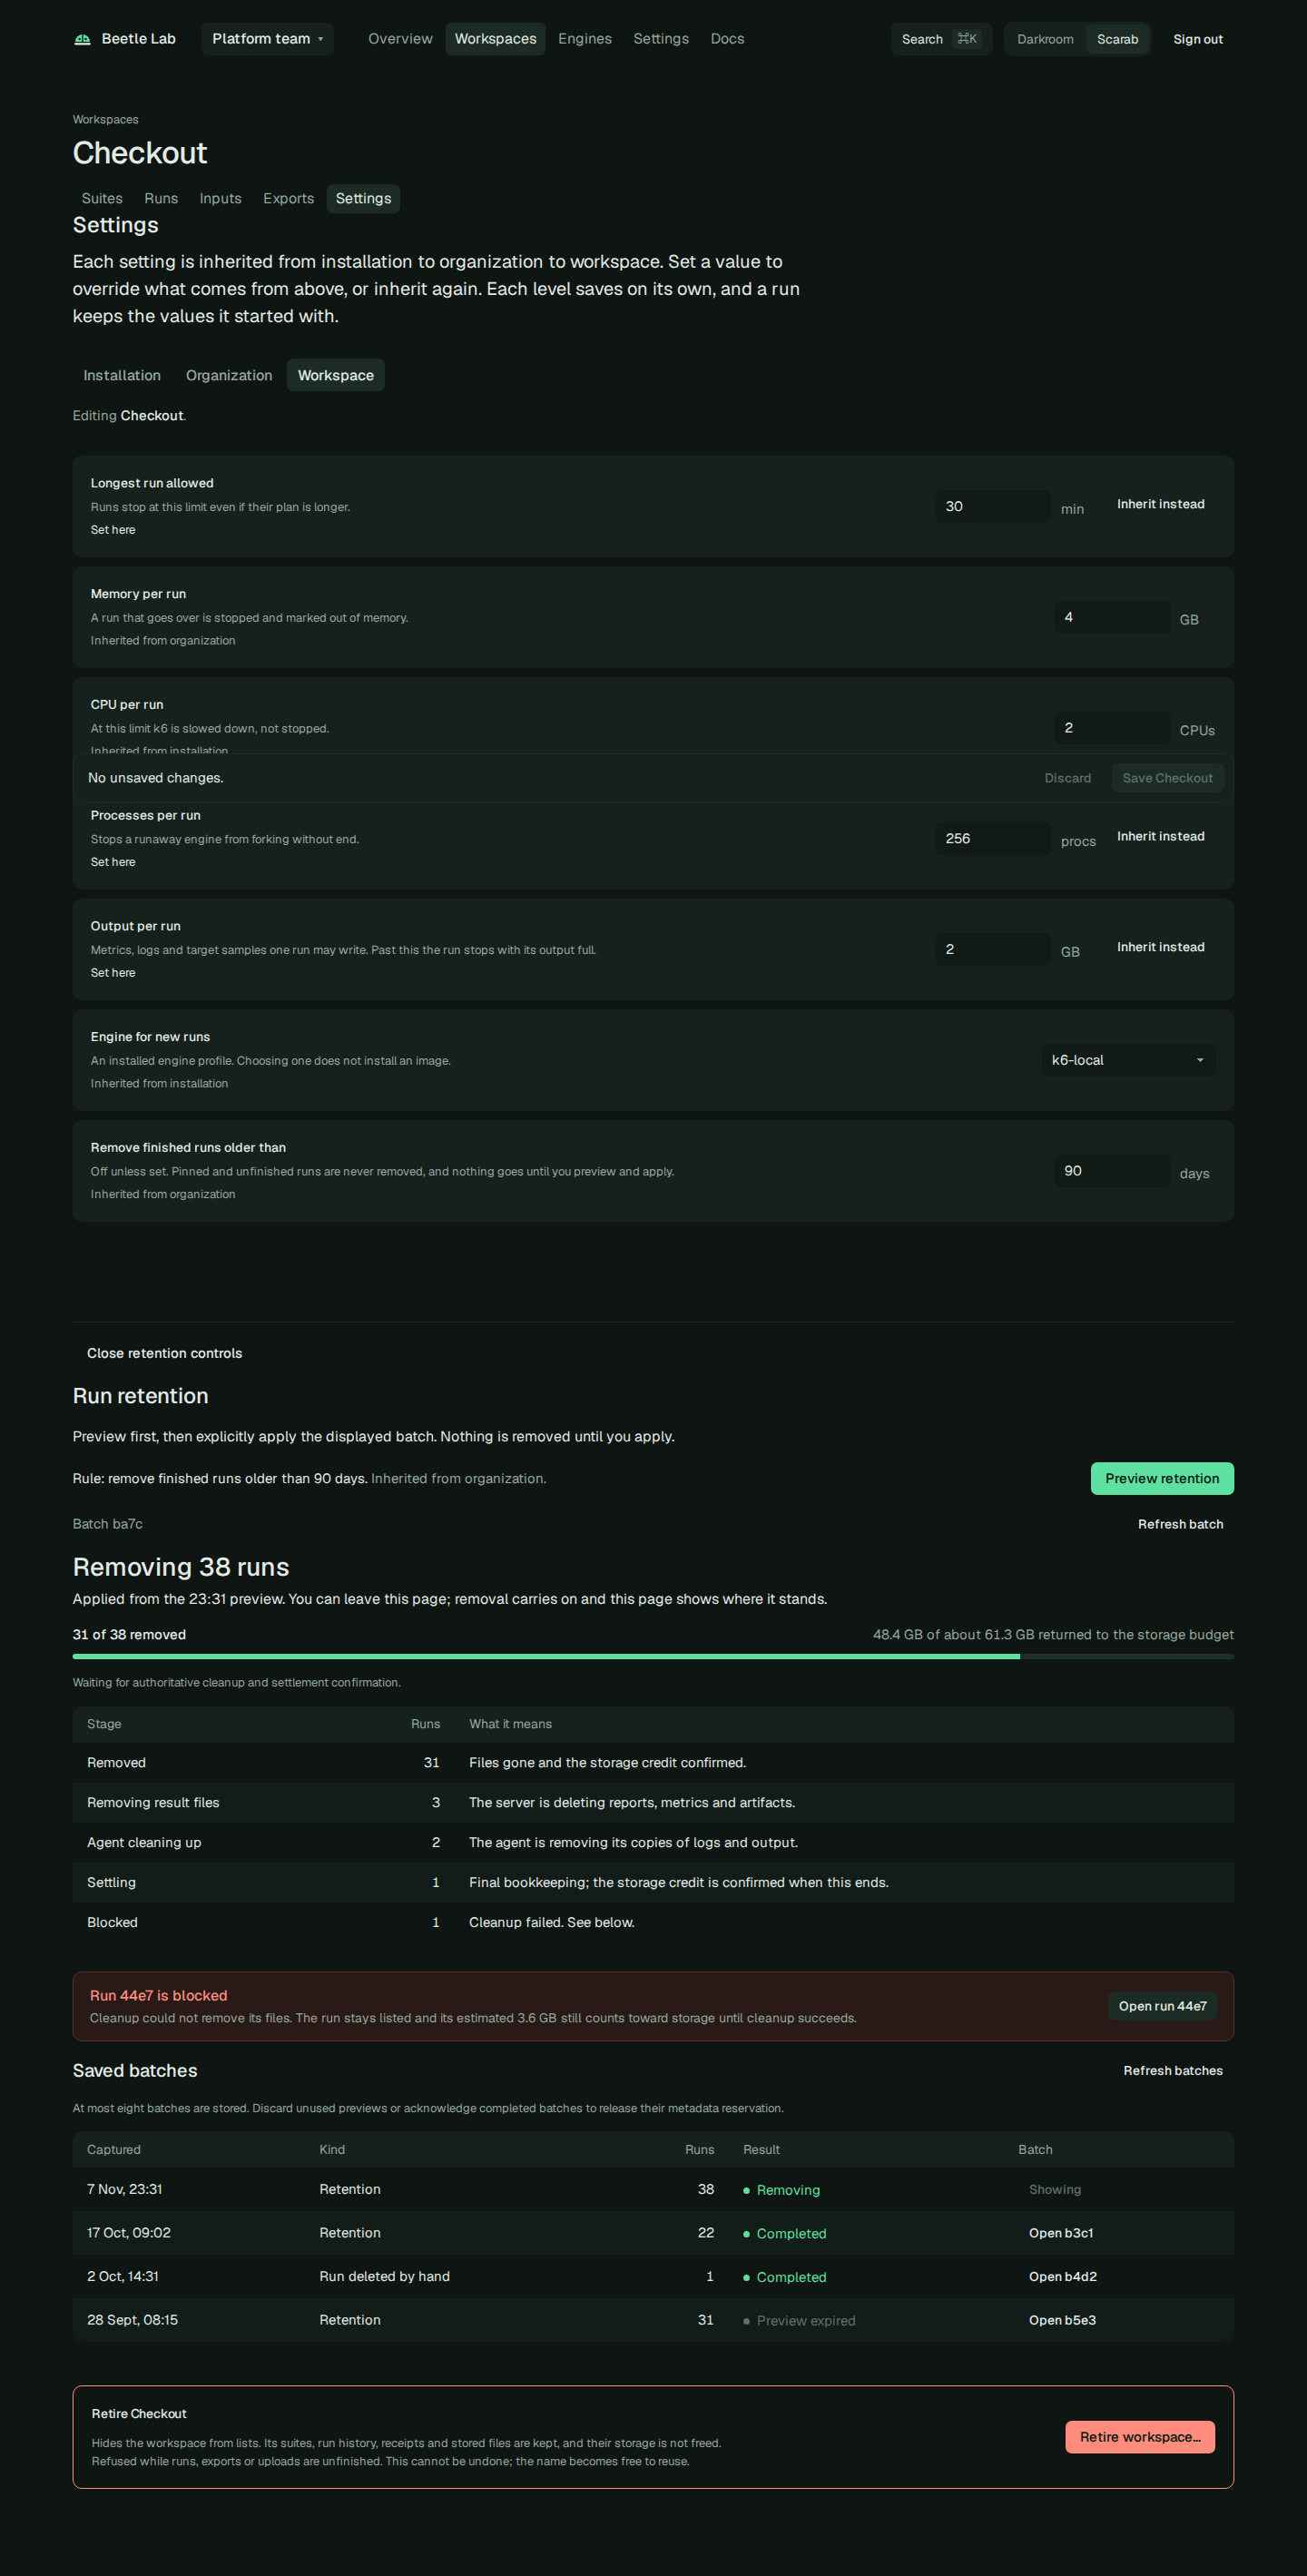 Beetle Lab
Platform team
Overview
Workspaces
Engines
Settings
Docs
Search ⌘K
Darkroom
Scarab
Sign out
Workspaces
Checkout
Suites
Runs
Inputs
Exports
Settings
Settings
Each setting is inherited from installation to organization to workspace. Set a value to
override what comes from above, or inherit again. Each level saves on its own, and a run
keeps the values it started with.
Installation
Organization
Workspace
Editing Checkout.
Longest run allowed
Runs stop at this limit even if their plan is longer.
Set here
30 min
Inherit instead
Memory per run
A run that goes over is stopped and marked out of memory.
Inherited from organization
4 GB
CPU per run
At this limit k6 is slowed down, not stopped.
Inherited from installation
2 CPUs
No unsaved changes.
Discard
Save Checkout
Processes per run
Stops a runaway engine from forking without end.
Set here
256 procs
Inherit instead
Output per run
Metrics, logs and target samples one run may write. Past this the run stops with its output full.
Set here
2 GB
Inherit instead
Engine for new runs
An installed engine profile. Choosing one does not install an image.
Inherited from installation
k6-local
Remove finished runs older than
Off unless set. Pinned and unfinished runs are never removed, and nothing goes until you preview and apply.
Inherited from organization
90 days
Close retention controls
Run retention
Preview first, then explicitly apply the displayed batch. Nothing is removed until you apply.
Rule: remove finished runs older than 90 days. Inherited from organization.
Preview retention
Batch ba7c
Refresh batch
Removing 38 runs
Applied from the 23:31 preview. You can leave this page; removal carries on and this page shows where it stands.
31 of 38 removed
48.4 GB of about 61.3 GB returned to the storage budget
Waiting for authoritative cleanup and settlement confirmation.
Stage Runs What it means
Removed 31 Files gone and the storage credit confirmed.
Removing result files 3 The server is deleting reports, metrics and artifacts.
Agent cleaning up 2 The agent is removing its copies of logs and output.
Settling 1 Final bookkeeping; the storage credit is confirmed when this ends.
Blocked 1 Cleanup failed. See below.
Run 44e7 is blocked
Cleanup could not remove its files. The run stays listed and its estimated 3.6 GB still counts toward storage until cleanup succeeds.
Open run 44e7
Saved batches
Refresh batches
At most eight batches are stored. Discard unused previews or acknowledge completed batches to release their metadata reservation.
Captured Kind Runs Result Batch
7 Nov, 23:31 Retention 38 Removing Showing
17 Oct, 09:02 Retention 22 Completed Open b3c1
2 Oct, 14:31 Run deleted by hand 1 Completed Open b4d2
28 Sept, 08:15 Retention 31 Preview expired Open b5e3
Retire Checkout
Hides the workspace from lists. Its suites, run history, receipts and stored files are kept, and their storage is not freed.
Refused while runs, exports or uploads are unfinished. This cannot be undone; the name becomes free to reuse.
Retire workspace...